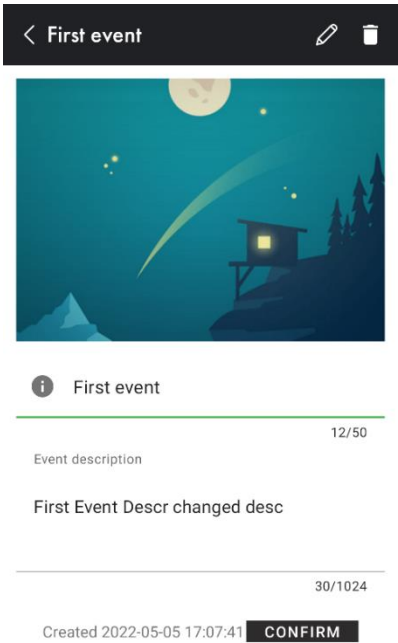 First event
First event
12/50
Event description
First Event Descr changed desc
30/1024
Created 2022-05-05 17:07:41 CONFIRM